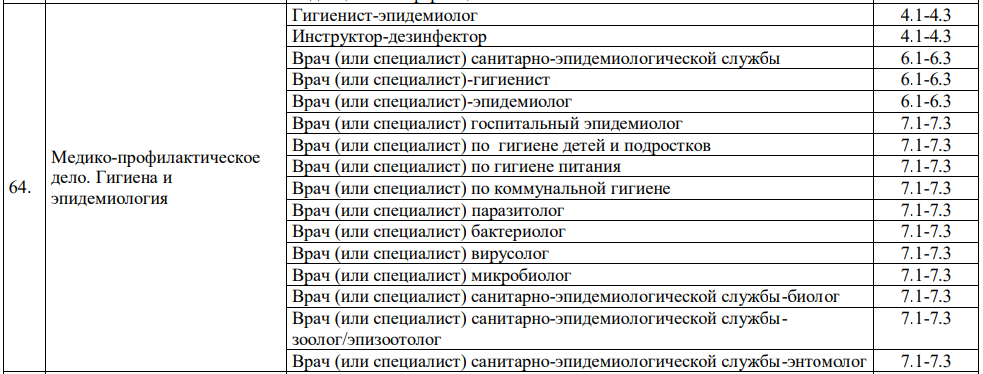 Гигиенист-эпидемиолог 4.1-4.3
Инструктор-дезинфектор 4.1-4.3
Врач (или специалист) санитарно-эпидемиологической службы 6.1-6.3
Врач (или специалист)-гигиенист 6.1-6.3
Врач (или специалист)-эпидемиолог 6.1-6.3
Врач (или специалист) госпитальный эпидемиолог 7.1-7.3
Врач (или специалист) по гигиене детей и подростков 7.1-7.3
Медико-профилактическое
64. дело. Гигиена и
эпидемиология
Врач (или специалист) по гигиене питания 7.1-7.3
Врач (или специалист) по коммунальной гигиене 7.1-7.3
Врач (или специалист) паразитолог 7.1-7.3
Врач (или специалист) бактериолог 7.1-7.3
Врач (или специалист) вирусолог 7.1-7.3
Врач (или специалист) микробиолог 7.1-7.3
Врач (или специалист) санитарно-эпидемиологической службы-биолог 7.1-7.3
Врач (или специалист) санитарно-эпидемиологической службы- 7.1-7.3
зоолог/эпизоотолог
Врач (или специалист) санитарно-эпидемиологической службы-энтомолог 7.1-7.3